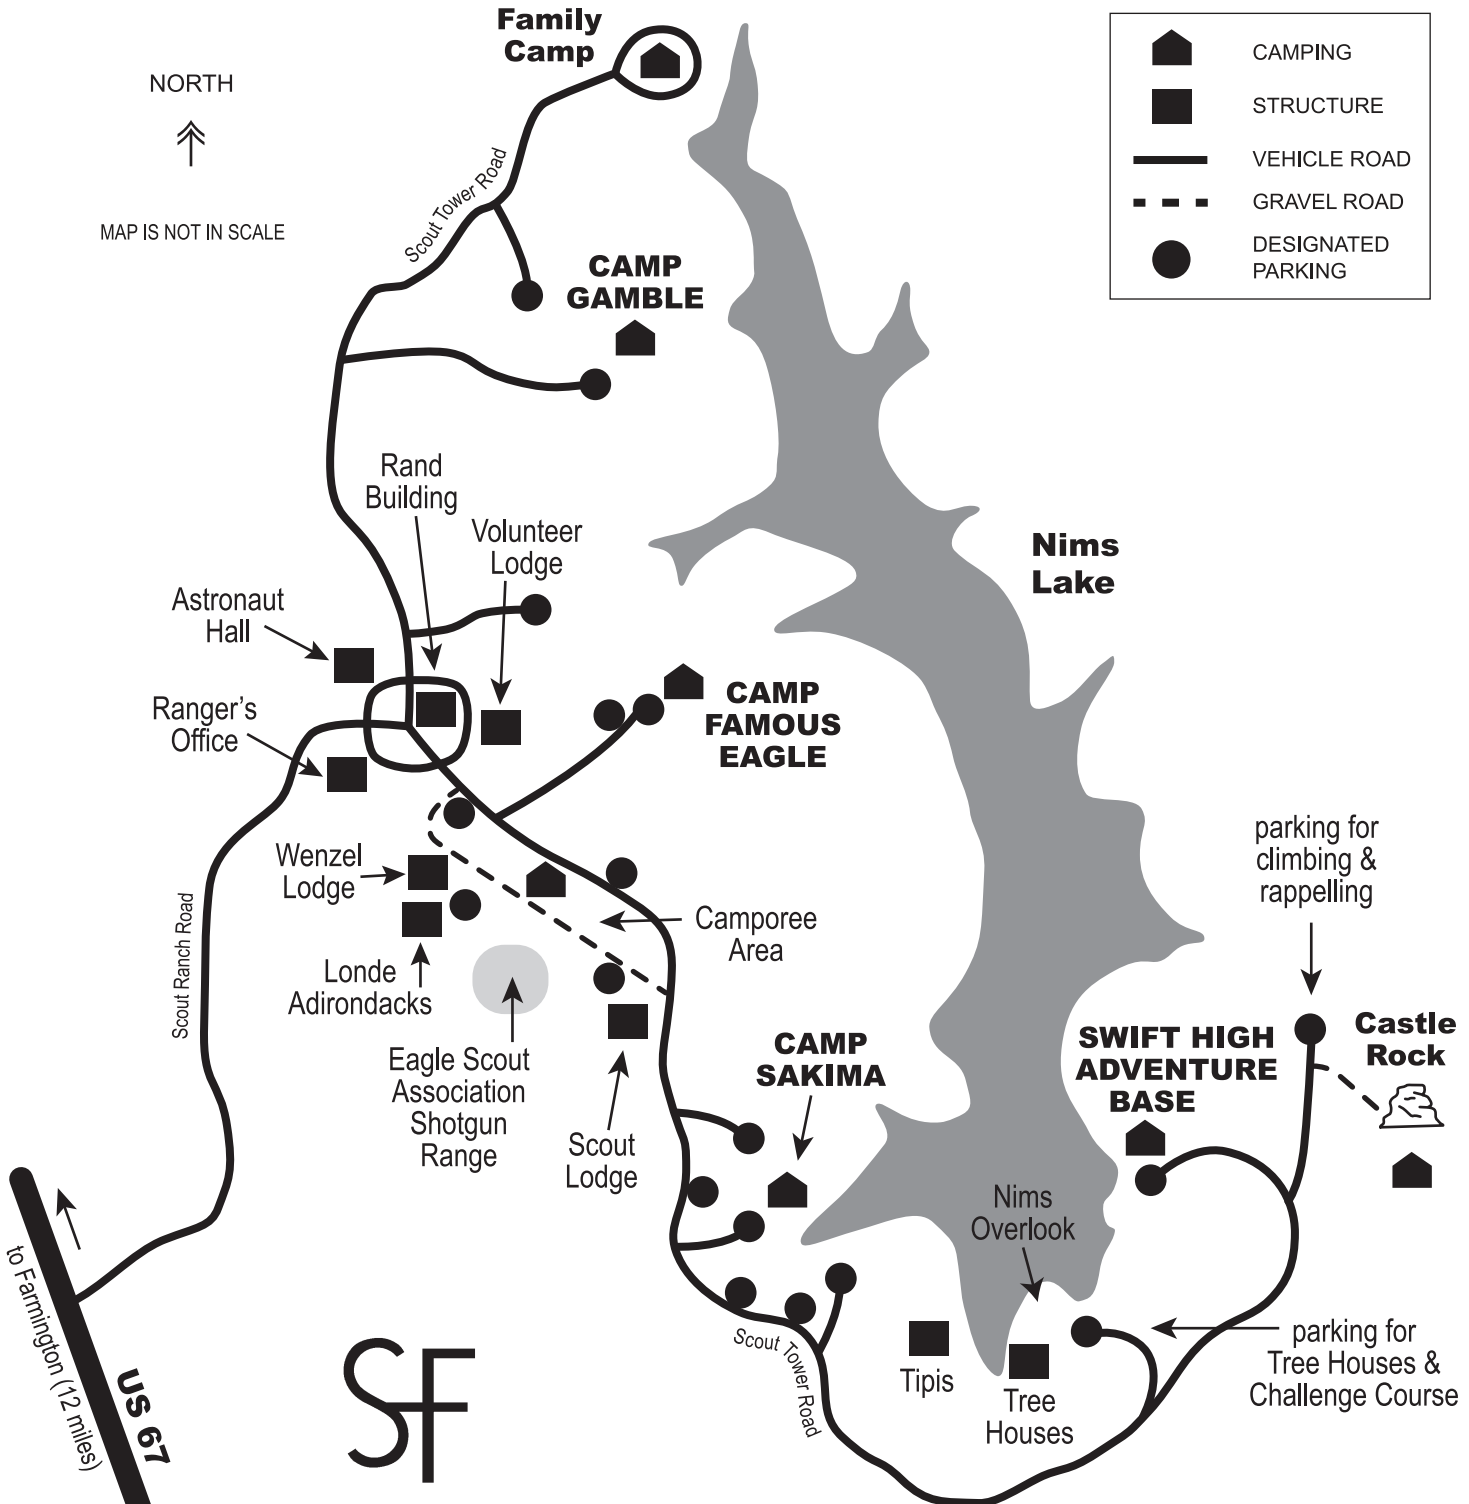 Family
Camp
NORTH
MAP IS NOT IN SCALE
CAMPING
STRUCTURE
VEHICLE ROAD
GRAVEL ROAD
DESIGNATED
PARKING
Scout Tower Road
CAMP
GAMBLE
Rand
Building
Volunteer
Lodge
Nims
Lake
Astronaut
Hall
Ranger's
Office
CAMP
FAMOUS
EAGLE
Wenzel
Lodge
Camporee
Area
Londe
Adirondacks
Scout Ranch Road
Eagle Scout
Association
Shotgun
Range
Scout
Lodge
CAMP
SAKIMA
parking for
climbing &
rappelling
SWIFT HIGH
ADVENTURE
BASE
Castle
Rock
Nims
Overlook
Scout Tower Road
Tipis
Tree
Houses
parking for
Tree Houses &
Challenge Course
to Farmington (12 miles)
US 67
SF